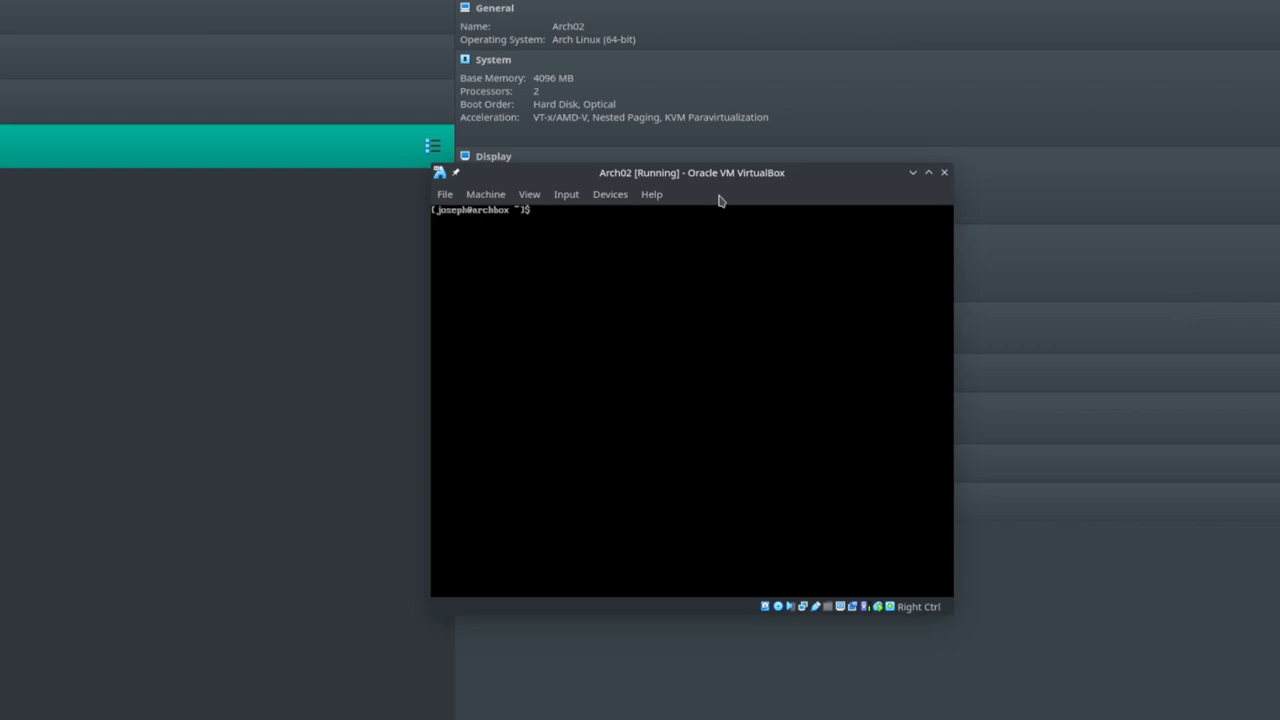 General
Name: Arch02
Operating System: Arch Linux (64-bit)
System
Base Memory: 4096 MB
Processors: 2
Boot Order: Hard Disk, Optical
Acceleration: VT-x/AMD-V, Nested Paging, KVM Paravirtualization
Display
Arch02 [Running] - Oracle VM VirtualBox
File Machine View Input Devices Help
[joseph@archbox ~]$
Right Ctrl